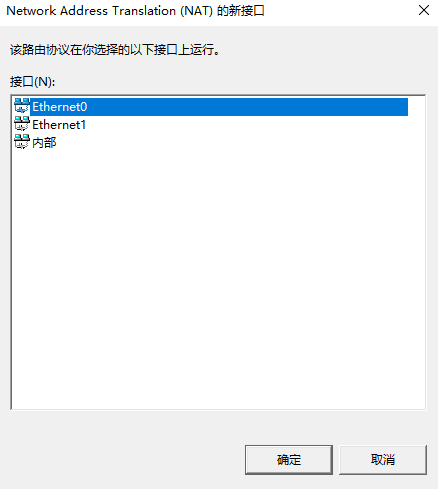 Network Address Translation (NAT) 的新接口
该路由协议在你选择的以下接口上运行。
接口(N):
Ethernet0
Ethernet1
内部
确定 取消